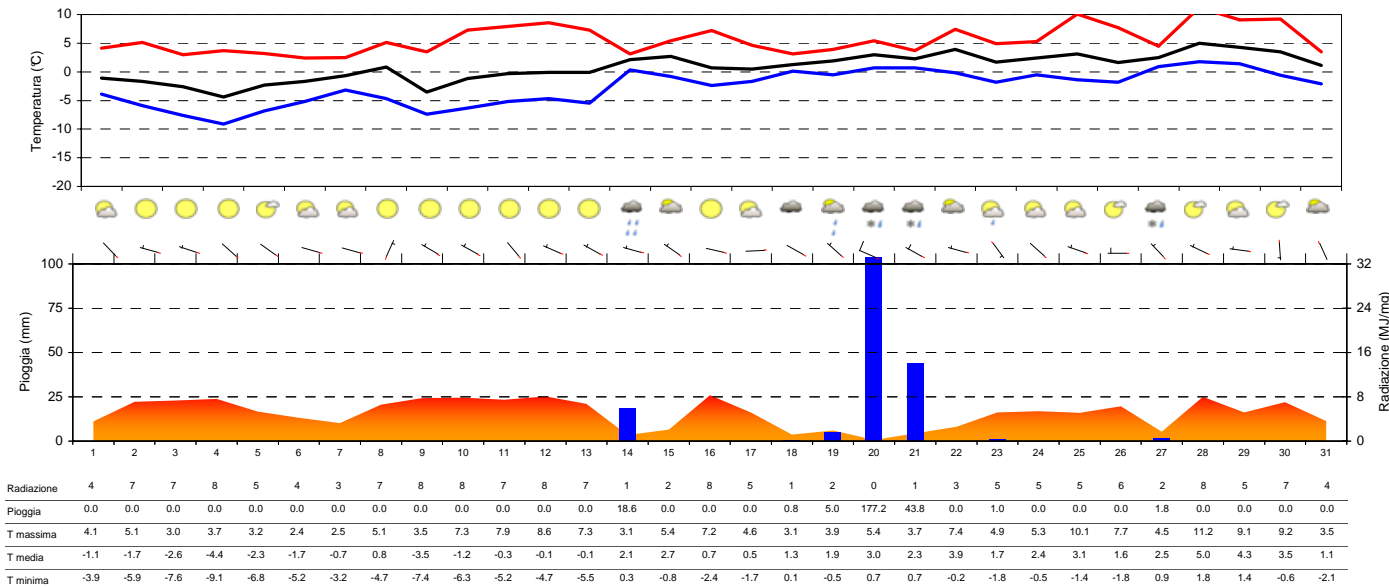 10
5
0
-5
-10
-15
-20
Temperatura (°C)
100
75
50
25
0
Pioggia (mm)
32
24
16
8
0
Radiazione (MJ/mg)
1 2 3 4 5 6 7 8 9 10 11 12 13 14 15 16 17 18 19 20 21 22 23 24 25 26 27 28 29 30 31
Radiazione 4 7 7 8 5 4 3 7 8 8 7 8 7 1 2 8 5 1 2 0 1 3 5 5 5 6 2 8 5 7 4
Pioggia 0.0 0.0 0.0 0.0 0.0 0.0 0.0 0.0 0.0 0.0 0.0 0.0 0.0 18.6 0.0 0.0 0.0 0.8 5.0 177.2 43.8 0.0 1.0 0.0 0.0 0.0 1.8 0.0 0.0 0.0 0.0
T massima 4.1 5.1 3.0 3.7 3.2 2.4 2.5 5.1 3.5 7.3 7.9 8.6 7.3 3.1 5.4 7.2 4.6 3.1 3.9 5.4 3.7 7.4 4.9 5.3 10.1 7.7 4.5 11.2 9.1 9.2 3.5
T media -1.1 -1.7 -2.6 -4.4 -2.3 -1.7 -0.7 0.8 -3.5 -1.2 -0.3 -0.1 -0.1 2.1 2.7 0.7 0.5 1.3 1.9 3.0 2.3 3.9 1.7 2.4 3.1 1.6 2.5 5.0 4.3 3.5 1.1
T minima -3.9 -5.9 -7.6 -9.1 -6.8 -5.2 -3.2 -4.7 -7.4 -6.3 -5.2 -4.7 -5.5 0.3 -0.8 -2.4 -1.7 0.1 -0.5 0.7 0.7 -0.2 -1.8 -0.5 -1.4 -1.8 0.9 1.8 1.4 -0.6 -2.1